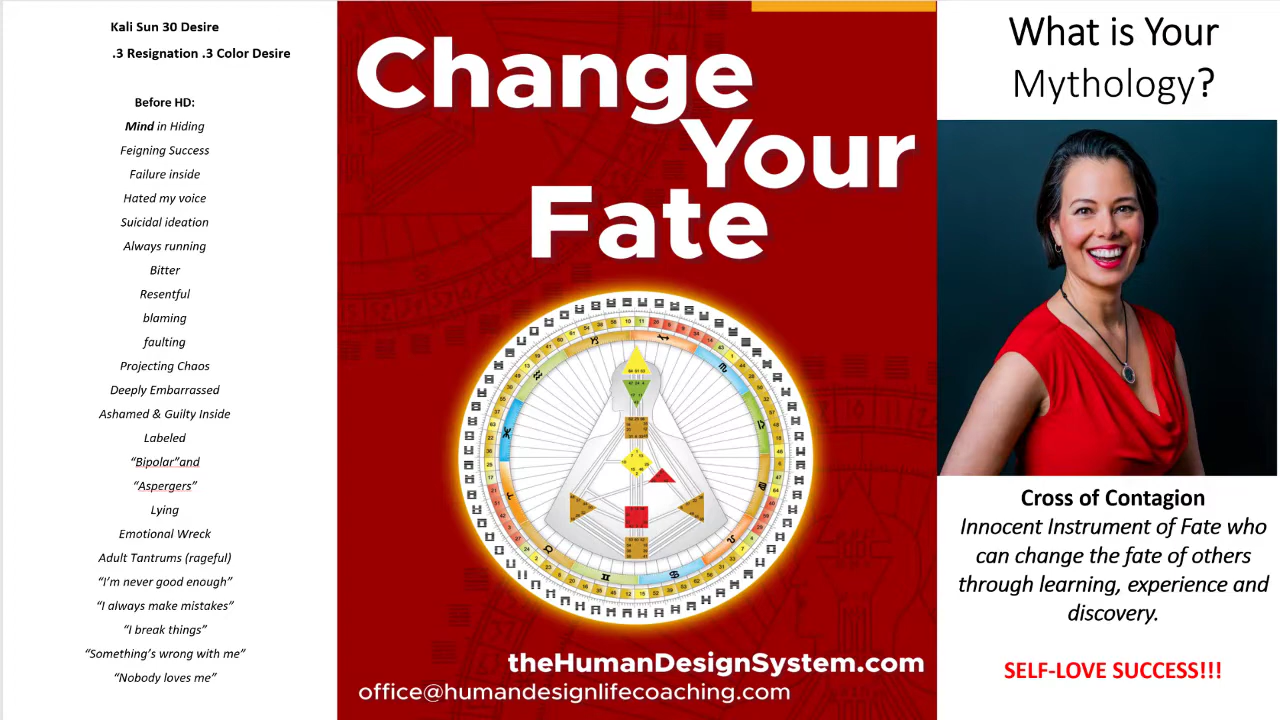 Kali Sun 30 Desire
.3 Resignation .3 Color Desire
Before HD:
Mind in Hiding
Feigning Success
Failure inside
Hated my voice
Suicidal ideation
Always running
Bitter
Resentful
blaming
faulting
Projecting Chaos
Deeply Embarrassed
Ashamed & Guilty Inside
Labeled
“Bipolar”and
“Aspergers”
Lying
Emotional Wreck
Adult Tantrums (rageful)
“I’m never good enough”
“I always make mistakes”
“I break things”
“Something’s wrong with me”
“Nobody loves me”
Change
Your
Fate
theHumanDesignSystem.com
office@humandesignlifecoaching.com
What is Your
Mythology?
Cross of Contagion
Innocent Instrument of Fate who
can change the fate of others
through learning, experience and
discovery.
SELF-LOVE SUCCESS!!!